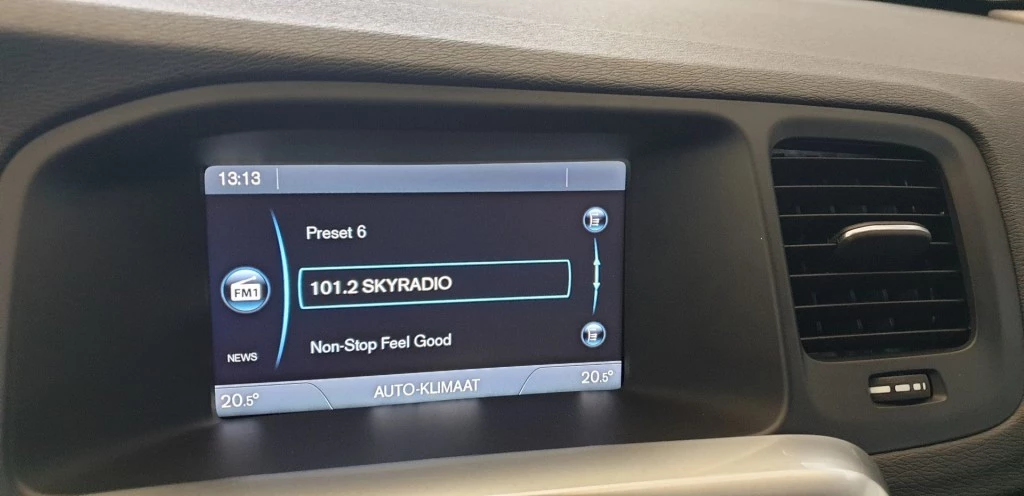 13:13
Preset 6
FM1
101.2 SKYRADIO
Non-Stop Feel Good
NEWS
20.5°
AUTO-KLIMAAT
20.5°